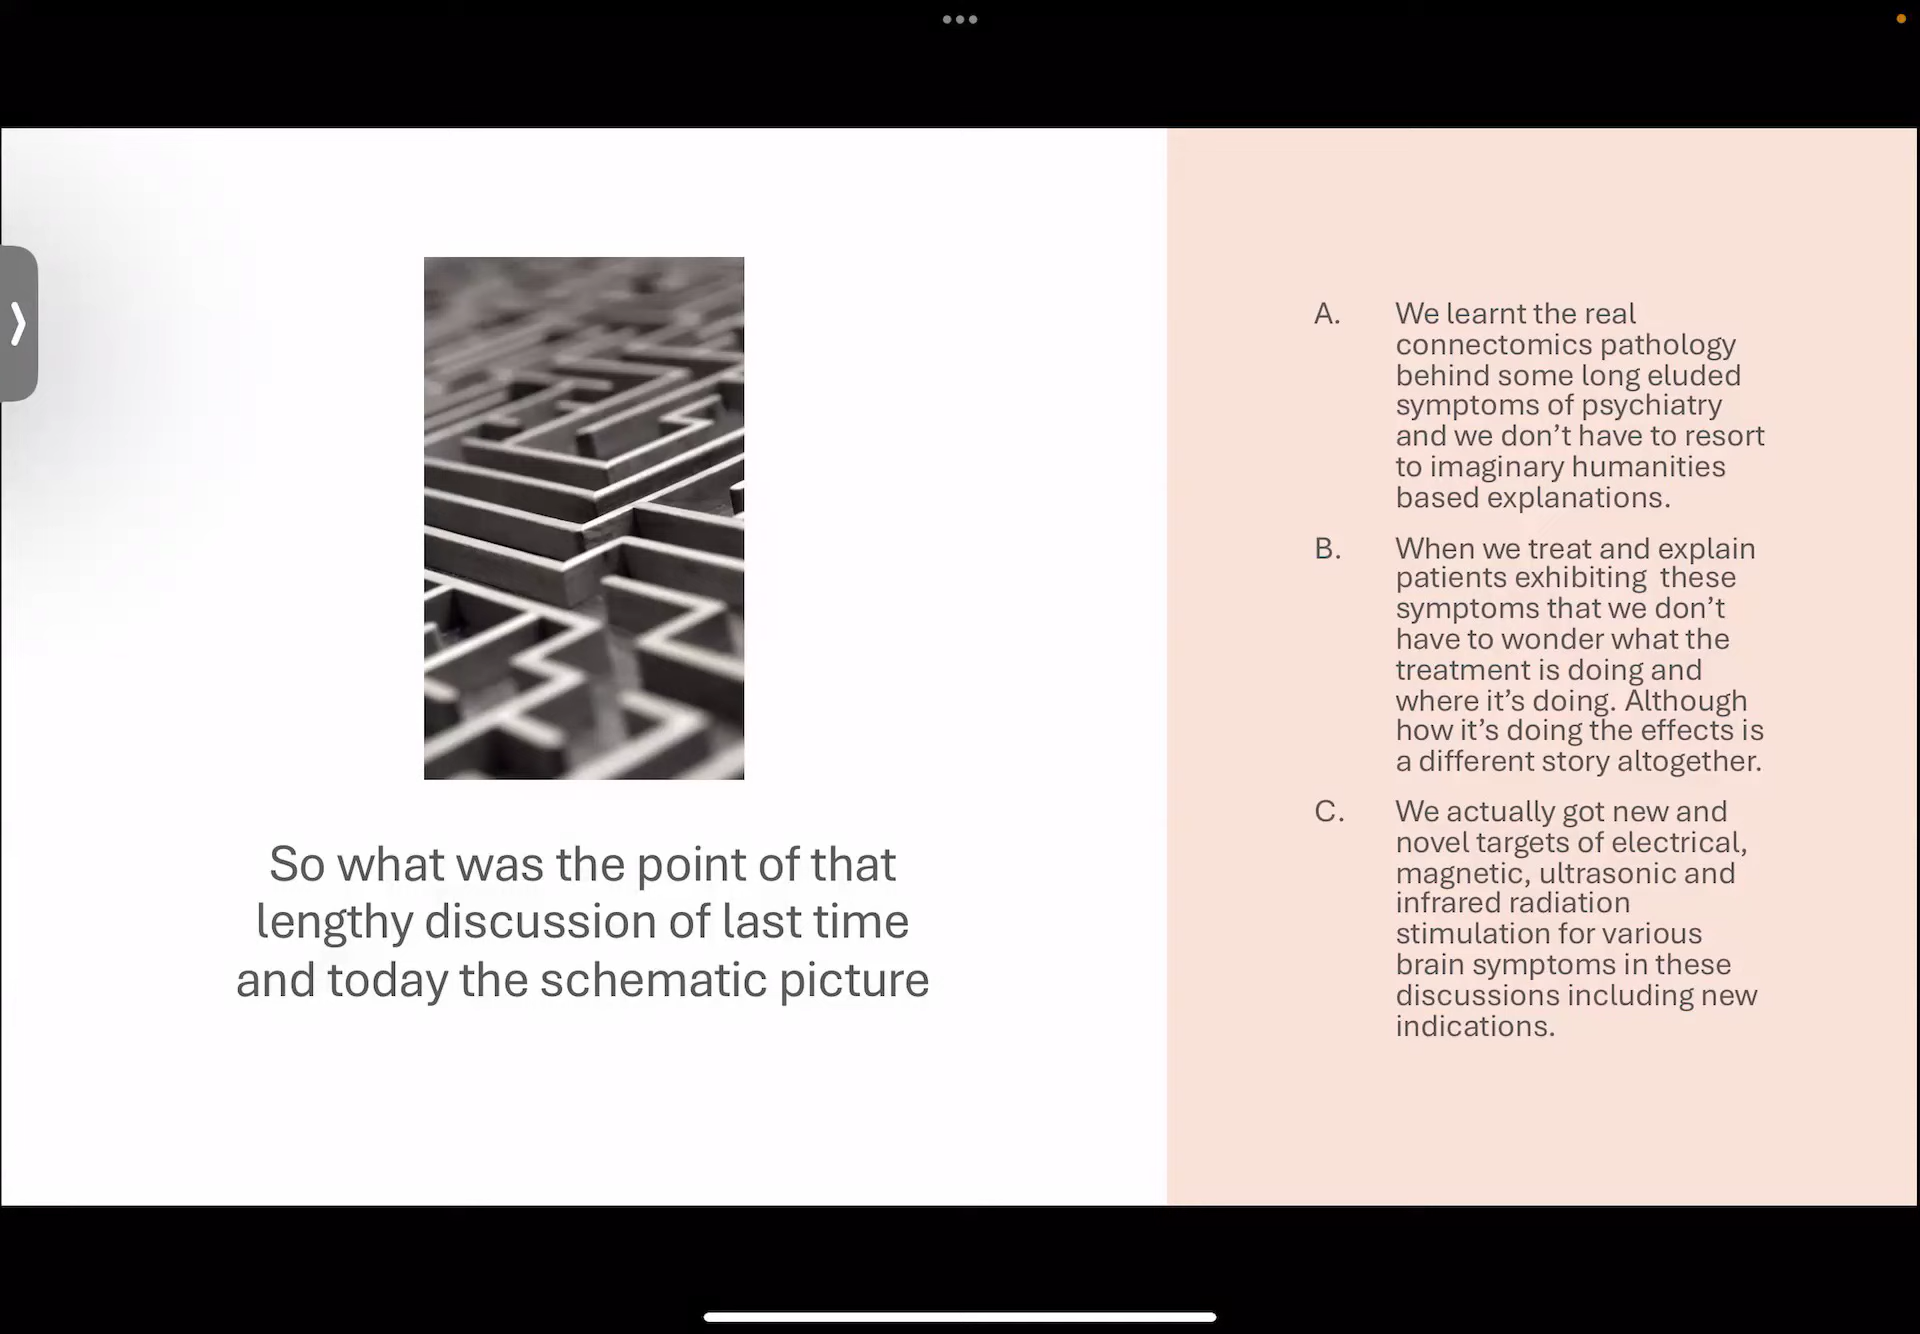 So what was the point of that
lengthy discussion of last time
and today the schematic picture
A. We learnt the real
connectomics pathology
behind some long eluded
symptoms of psychiatry
and we don’t have to resort
to imaginary humanities
based explanations.
B. When we treat and explain
patients exhibiting  these
symptoms that we don’t
have to wonder what the
treatment is doing and
where it’s doing. Although
how it’s doing the effects is
a different story altogether.
C. We actually got new and
novel targets of electrical,
magnetic, ultrasonic and
infrared radiation
stimulation for various
brain symptoms in these
discussions including new
indications.